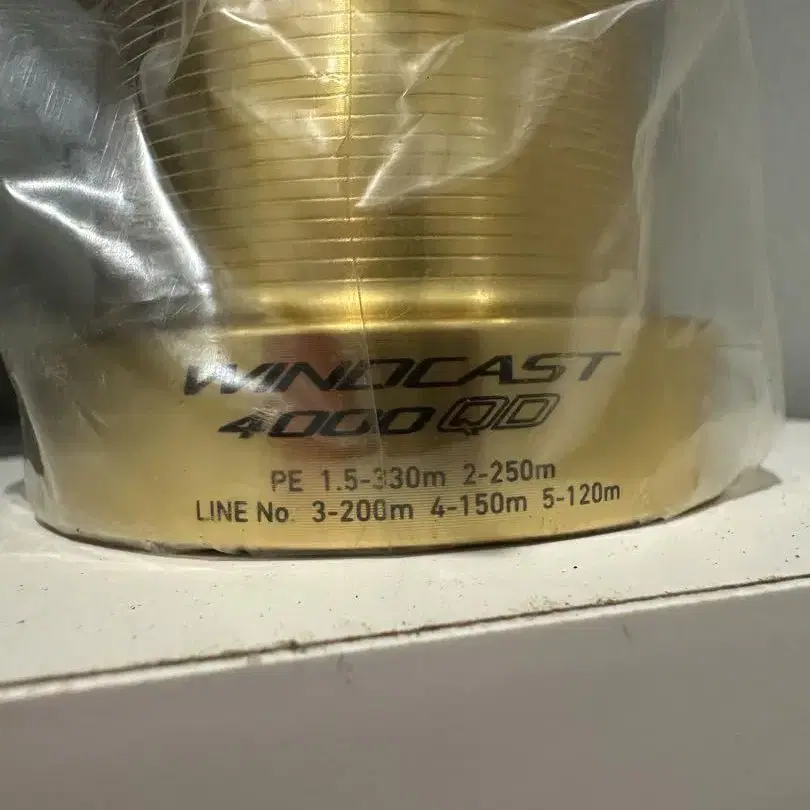 WINDCAST
4000 QD
PE 1.5-330m 2-250m
LINE No. 3-200m 4-150m 5-120m